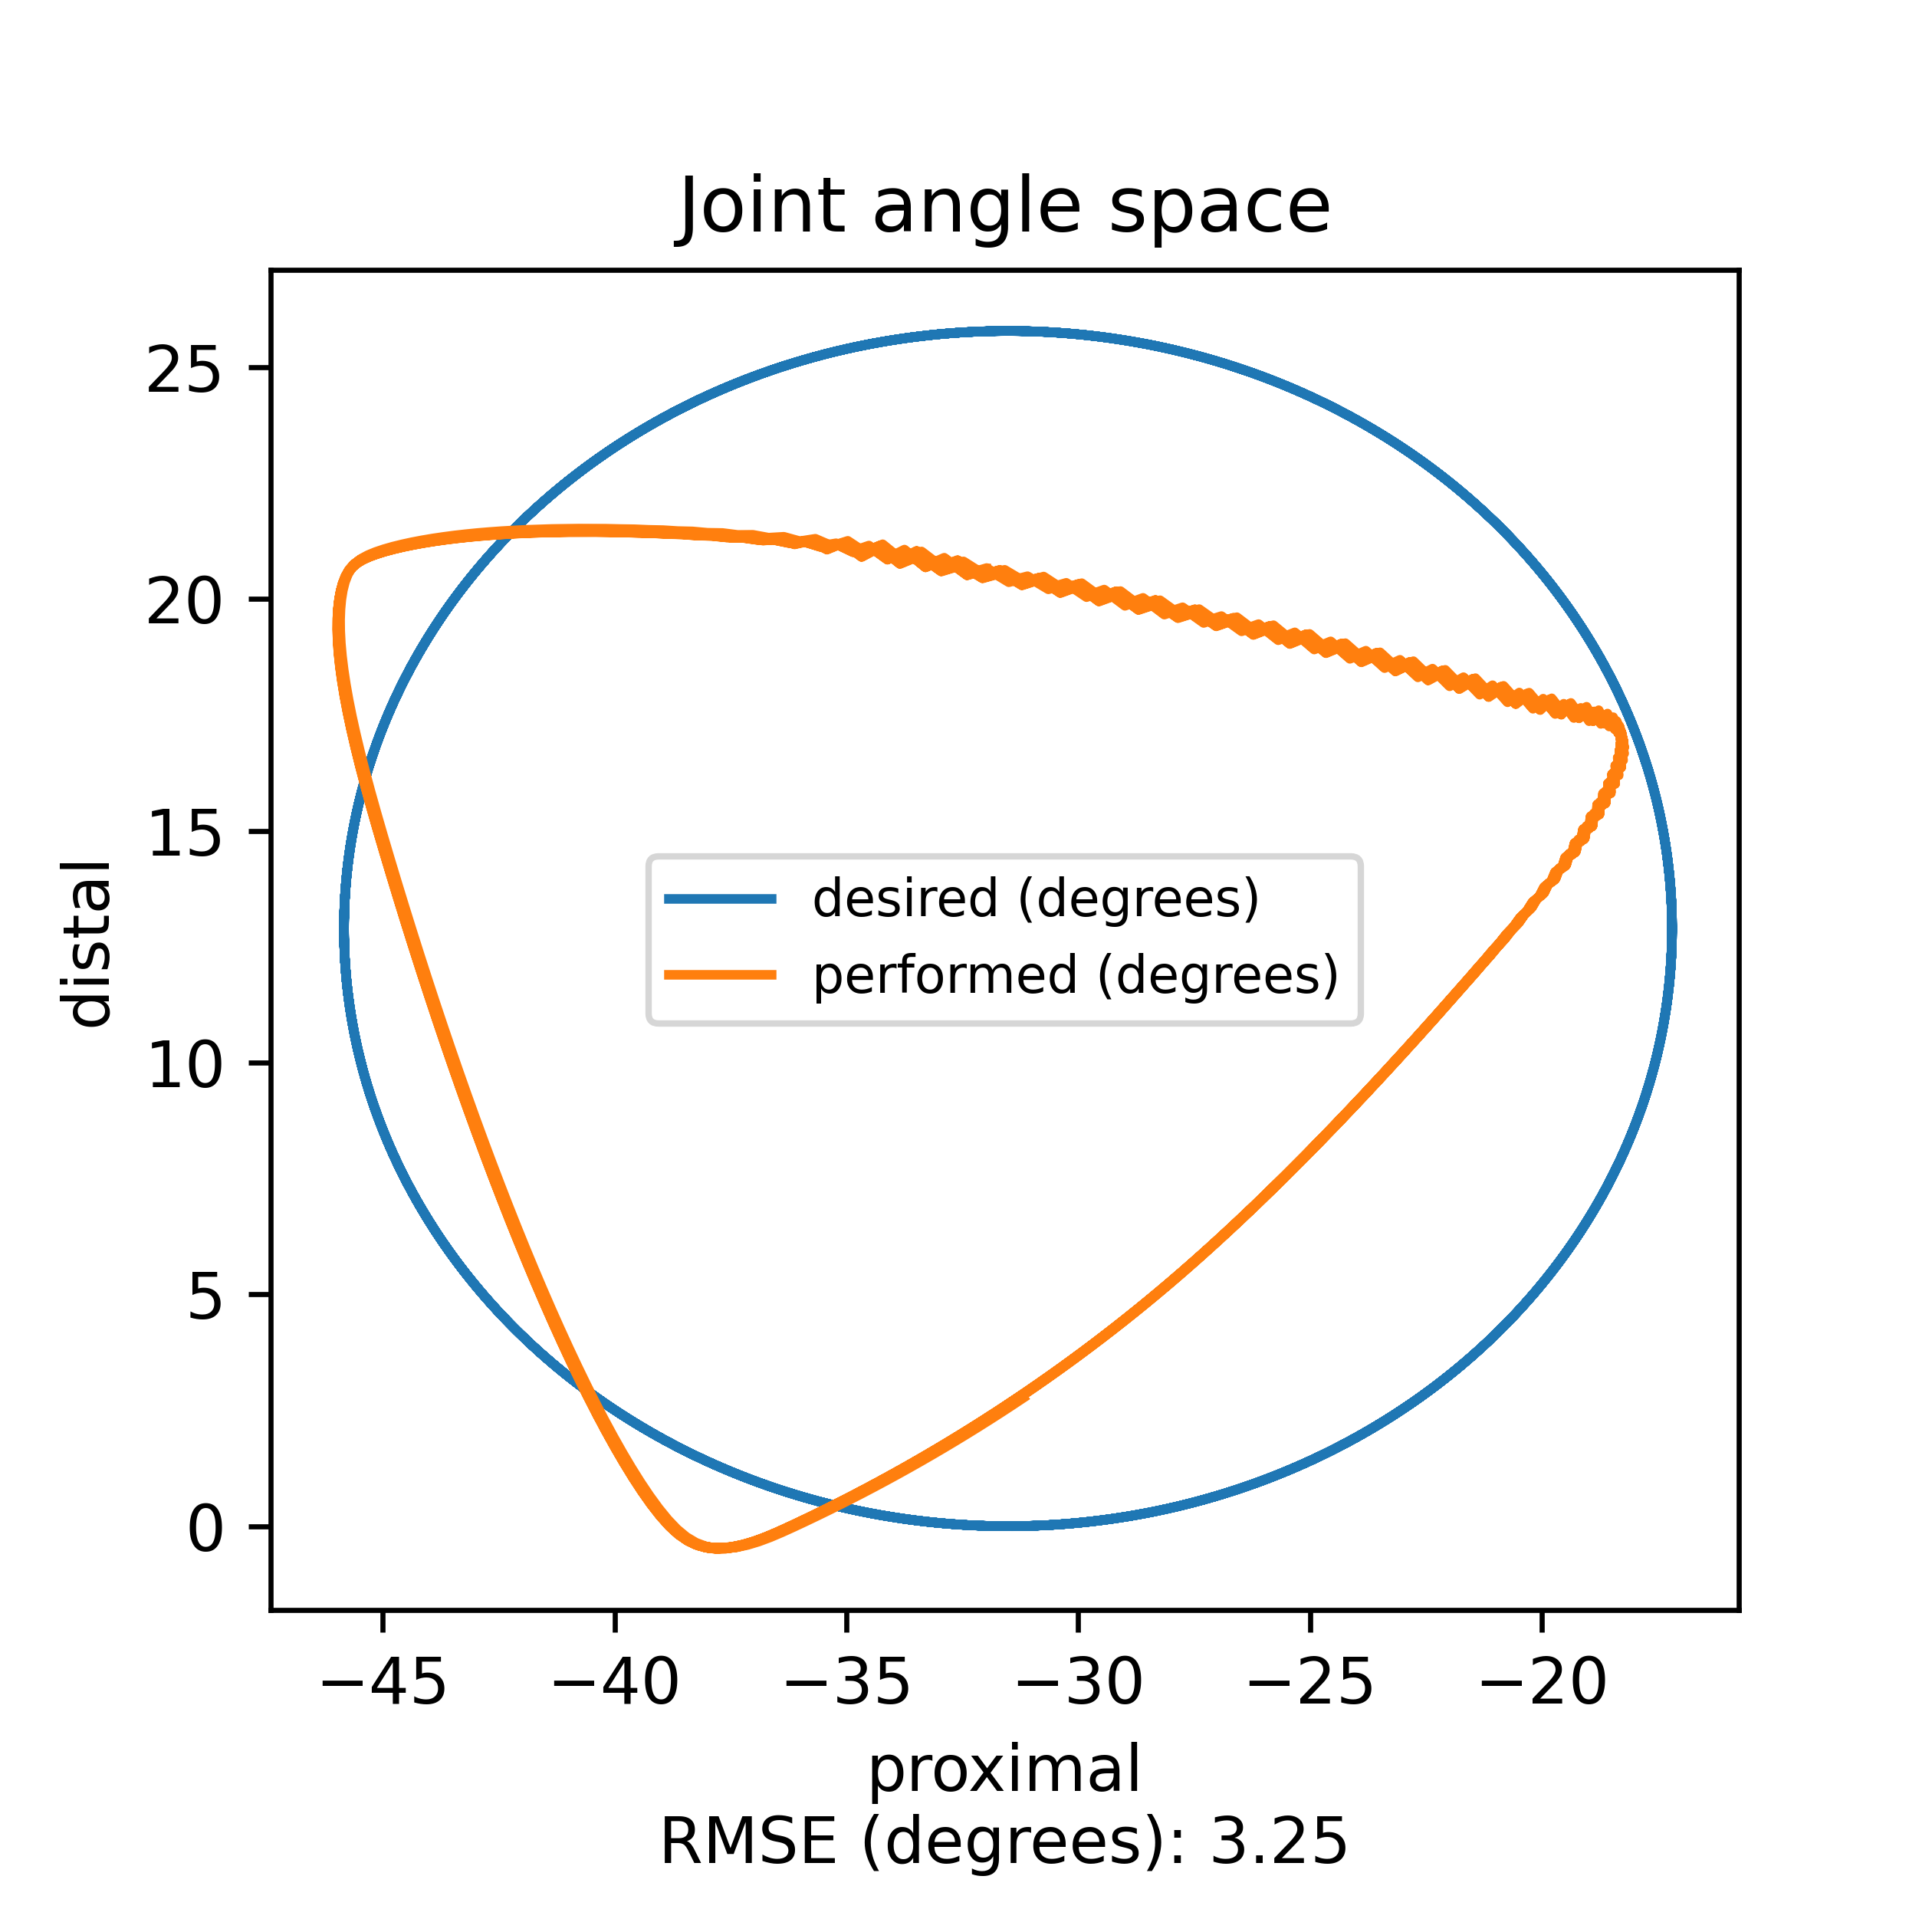 Joint angle space
distal
25
20
15
10
5
0
desired (degrees)
performed (degrees)
−45 −40 −35 −30 −25 −20
proximal
RMSE (degrees): 3.25